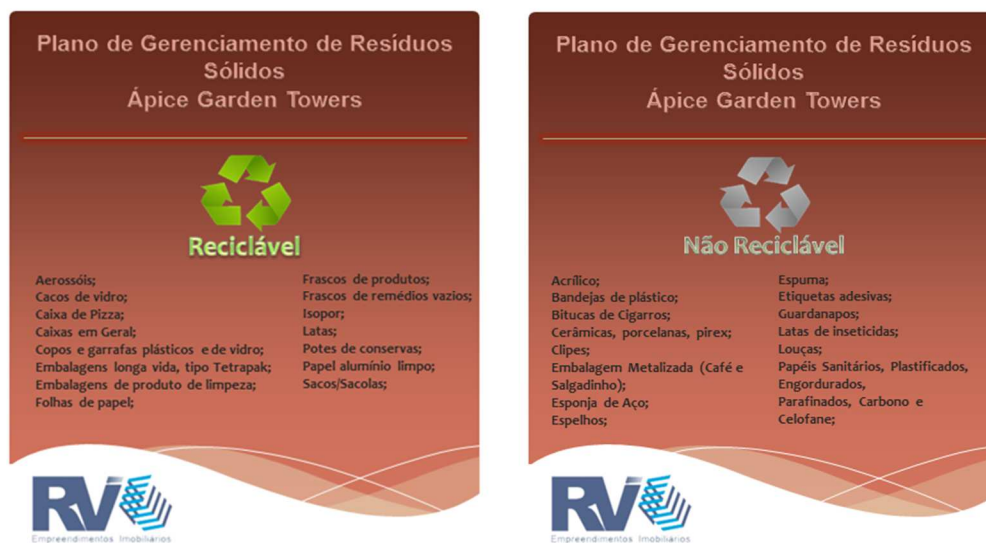 Plano de Gerenciamento de Resíduos
Sólidos
Ápice Garden Towers
Reciclável
Aerossóis;
Cacos de vidro;
Caixa de Pizza;
Caixas em Geral;
Copos e garrafas plásticos e de vidro;
Embalagens longa vida, tipo Tetrapak;
Embalagens de produto de limpeza;
Folhas de papel;
Frascos de produtos;
Frascos de remédios vazios;
Isopor;
Latas;
Potes de conservas;
Papel alumínio limpo;
Sacos/Sacolas;
RV
Empreendimentos Imobiliários
Plano de Gerenciamento de Resíduos
Sólidos
Ápice Garden Towers
Não Reciclável
Acrílico;
Bandejas de plástico;
Bitucas de Cigarros;
Cerâmicas, porcelanas, pirex;
Clipes;
Embalagem Metalizada (Café e
Salgadinho);
Esponja de Aço;
Espelhos;
Espuma;
Etiquetas adesivas;
Guardanapos;
Latas de inseticidas;
Louças;
Papéis Sanitários, Plastificados,
Engordurados,
Parafinados, Carbono e
Celofane;
RV
Empreendimentos Imobiliários